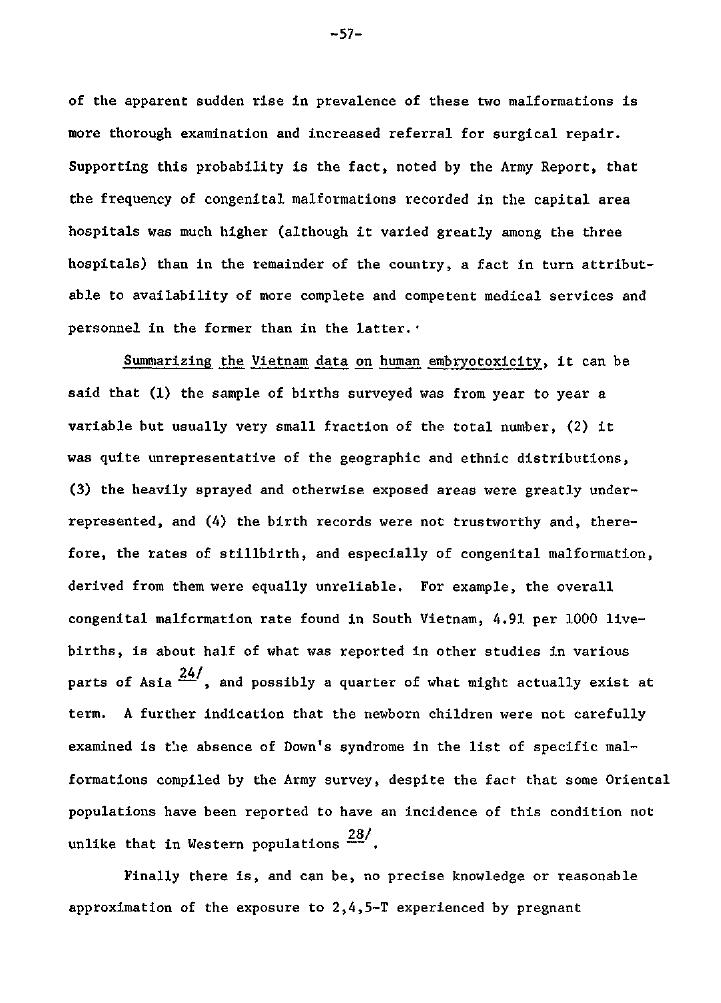 -57-
of the apparent sudden rise in prevalence of these two malformations is
more thorough examination and increased referral for surgical repair.
Supporting this probability is the fact, noted by the Army Report, that
the frequency of congenital malformations recorded in the capital area
hospitals was much higher (although it varied greatly among the three
hospitals) than in the remainder of the country, a fact in turn attribut-
able to availability of more complete and competent medical services and
personnel in the former than in the latter.
Summarizing the Vietnam data on human embryotoxicity, it can be
said that (1) the sample of births surveyed was from year to year a
variable but usually very small fraction of the total number, (2) it
was quite unrepresentative of the geographic and ethnic distributions,
(3) the heavily sprayed and otherwise exposed areas were greatly under-
represented, and (4) the birth records were not trustworthy and, there-
fore, the rates of stillbirth, and especially of congenital malformation,
derived from them were equally unreliable. For example, the overall
congenital malformation rate found in South Vietnam, 4.91 per 1000 live-
births, is about half of what was reported in other studies in various
parts of Asia 24/, and possibly a quarter of what might actually exist at
term. A further indication that the newborn children were not carefully
examined is the absence of Down's syndrome in the list of specific mal-
formations compiled by the Army survey, despite the fact that some Oriental
populations have been reported to have an incidence of this condition not
unlike that in Western populations 28/.
Finally there is, and can be, no precise knowledge or reasonable
approximation of the exposure to 2,4,5-T experienced by pregnant